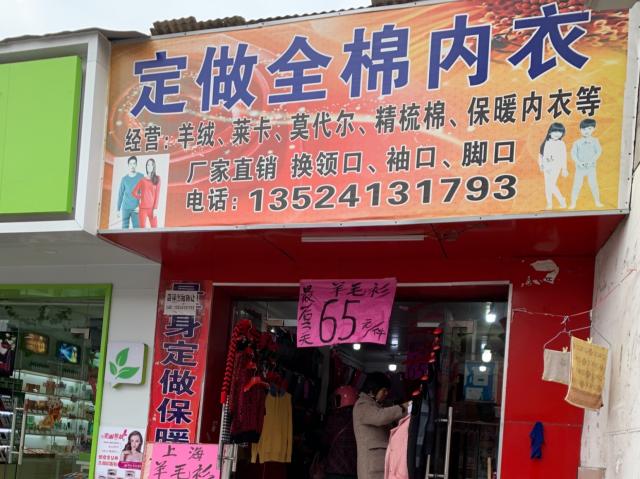 定做全棉内衣
经营：羊绒、莱卡、莫代尔、精梳棉、保暖内衣等
厂家直销 换领口、袖口、脚口
电话：13524131793
羊毛衫
最后三天
65元/件
量身定做保暖
上海
羊毛衫